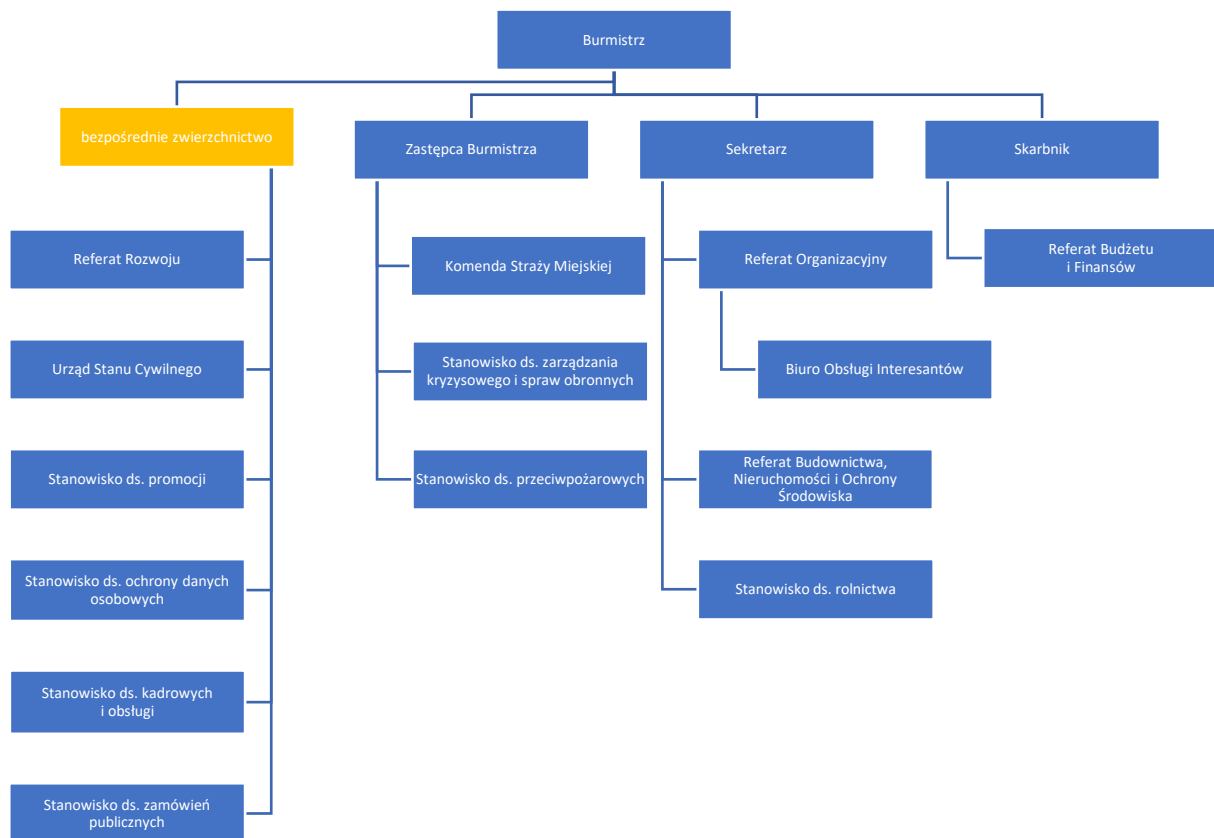 Burmistrz
bezpośrednie zwierzchnictwo
Zastępca Burmistrza
Sekretarz
Skarbnik
Referat Rozwoju
Urząd Stanu Cywilnego
Stanowisko ds. promocji
Stanowisko ds. ochrony danych
osobowych
Stanowisko ds. kadrowych
i obsługi
Stanowisko ds. zamówień
publicznych
Komenda Straży Miejskiej
Stanowisko ds. zarządzania
kryzysowego i spraw obronnych
Stanowisko ds. przeciwpożarowych
Referat Organizacyjny
Biuro Obsługi Interesantów
Referat Budownictwa,
Nieruchomości i Ochrony
Środowiska
Stanowisko ds. rolnictwa
Referat Budżetu
i Finansów